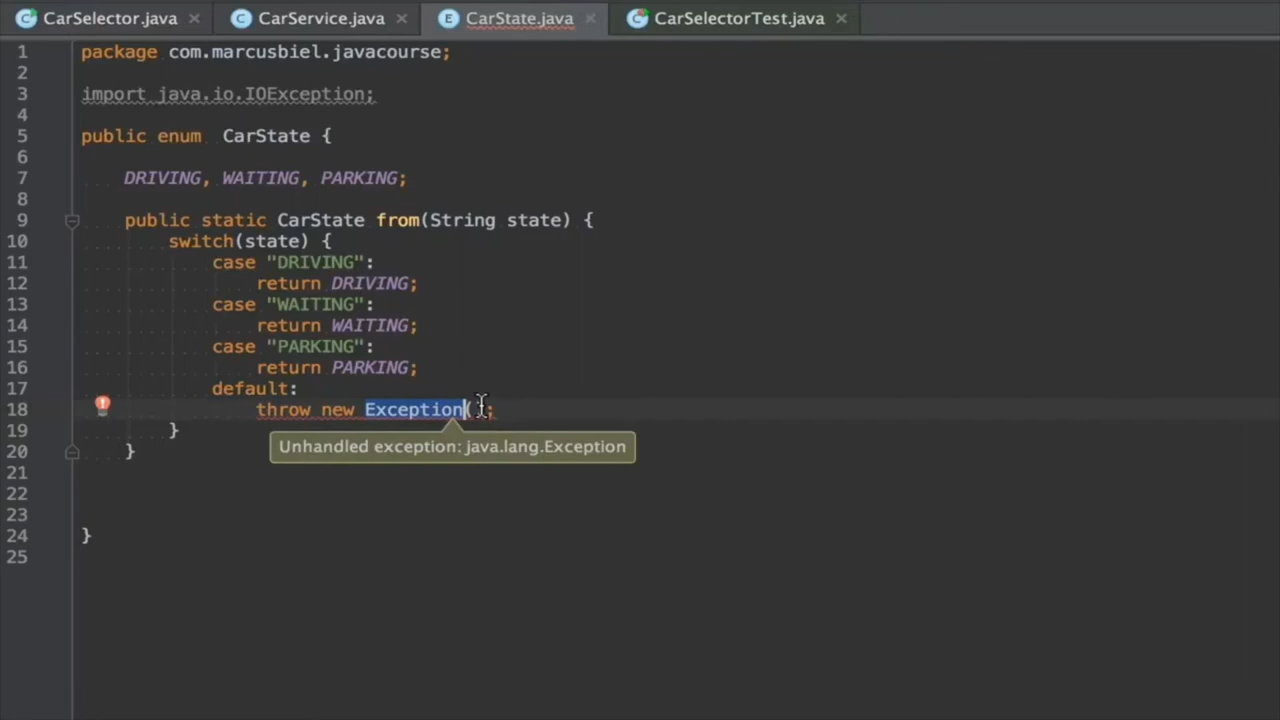 CarSelector.java CarService.java CarState.java CarSelectorTest.java
1 package com.marcusbiel.javacourse;
2
3 import java.io.IOException;
4
5 public enum CarState {
6
7 DRIVING, WAITING, PARKING;
8
9 public static CarState from(String state) {
10 switch(state) {
11 case "DRIVING":
12 return DRIVING;
13 case "WAITING":
14 return WAITING;
15 case "PARKING":
16 return PARKING;
17 default:
18 throw new Exception();
19 }
Unhandled exception: java.lang.Exception
20 }
21
22
23
24 }
25